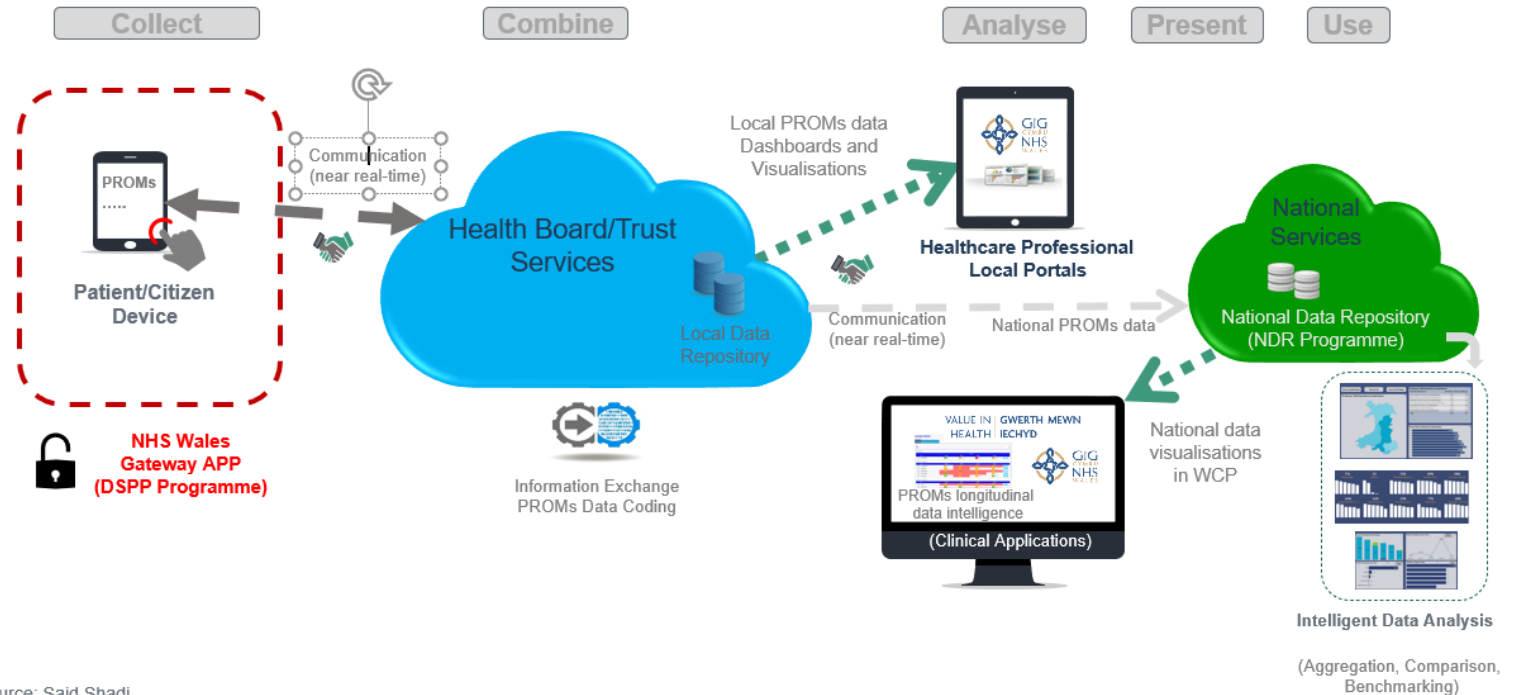 Collect
Combine
Analyse
Present
Use
PROMs
.....
Patient/Citizen
Device
NHS Wales
Gateway APP
(DSPP Programme)
Communication
(near real-time)
Health Board/Trust
Services
Local Data
Repository
Information Exchange
PROMs Data Coding
Local PROMs data
Dashboards and
Visualisations
GIG
CYMRU
NHS
WALES
Healthcare Professional
Local Portals
Communication
(near real-time)
National PROMs data
National
Services
National Data Repository
(NDR Programme)
VALUE IN
HEALTH
GWERTH MEWN
IECHYD
GIG
CYMRU
NHS
WALES
PROMs longitudinal
data intelligence
(Clinical Applications)
National data
visualisations
in WCP
Intelligent Data Analysis
(Aggregation, Comparison,
Benchmarking)
urce: Said Shadi